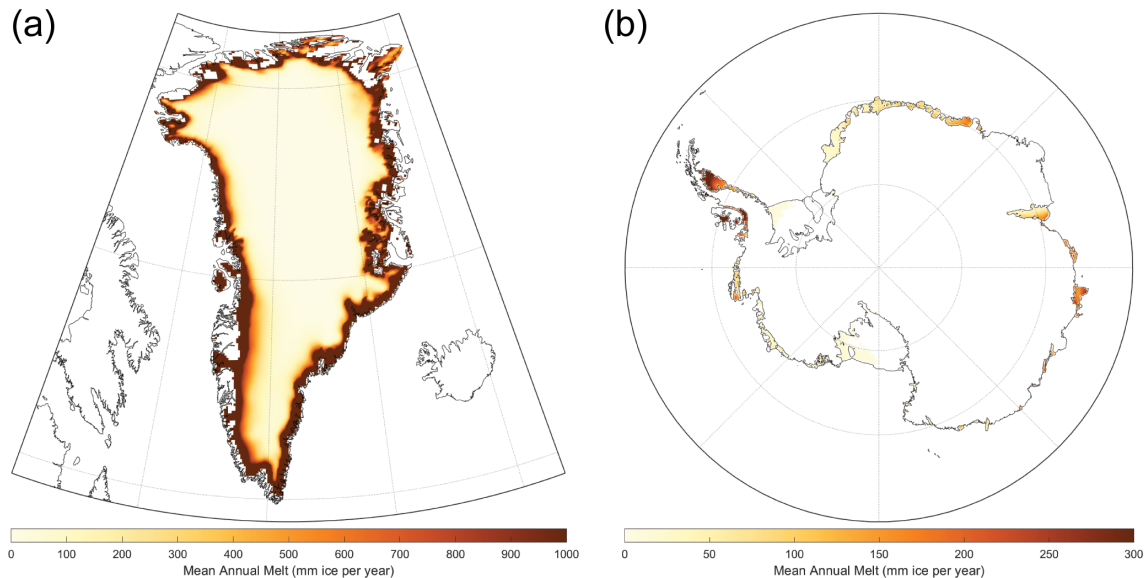 (a)
(b)
0 100 200 300 400 500 600 700 800 900 1000
Mean Annual Melt (mm ice per year)
0 50 100 150 200 250 300
Mean Annual Melt (mm ice per year)